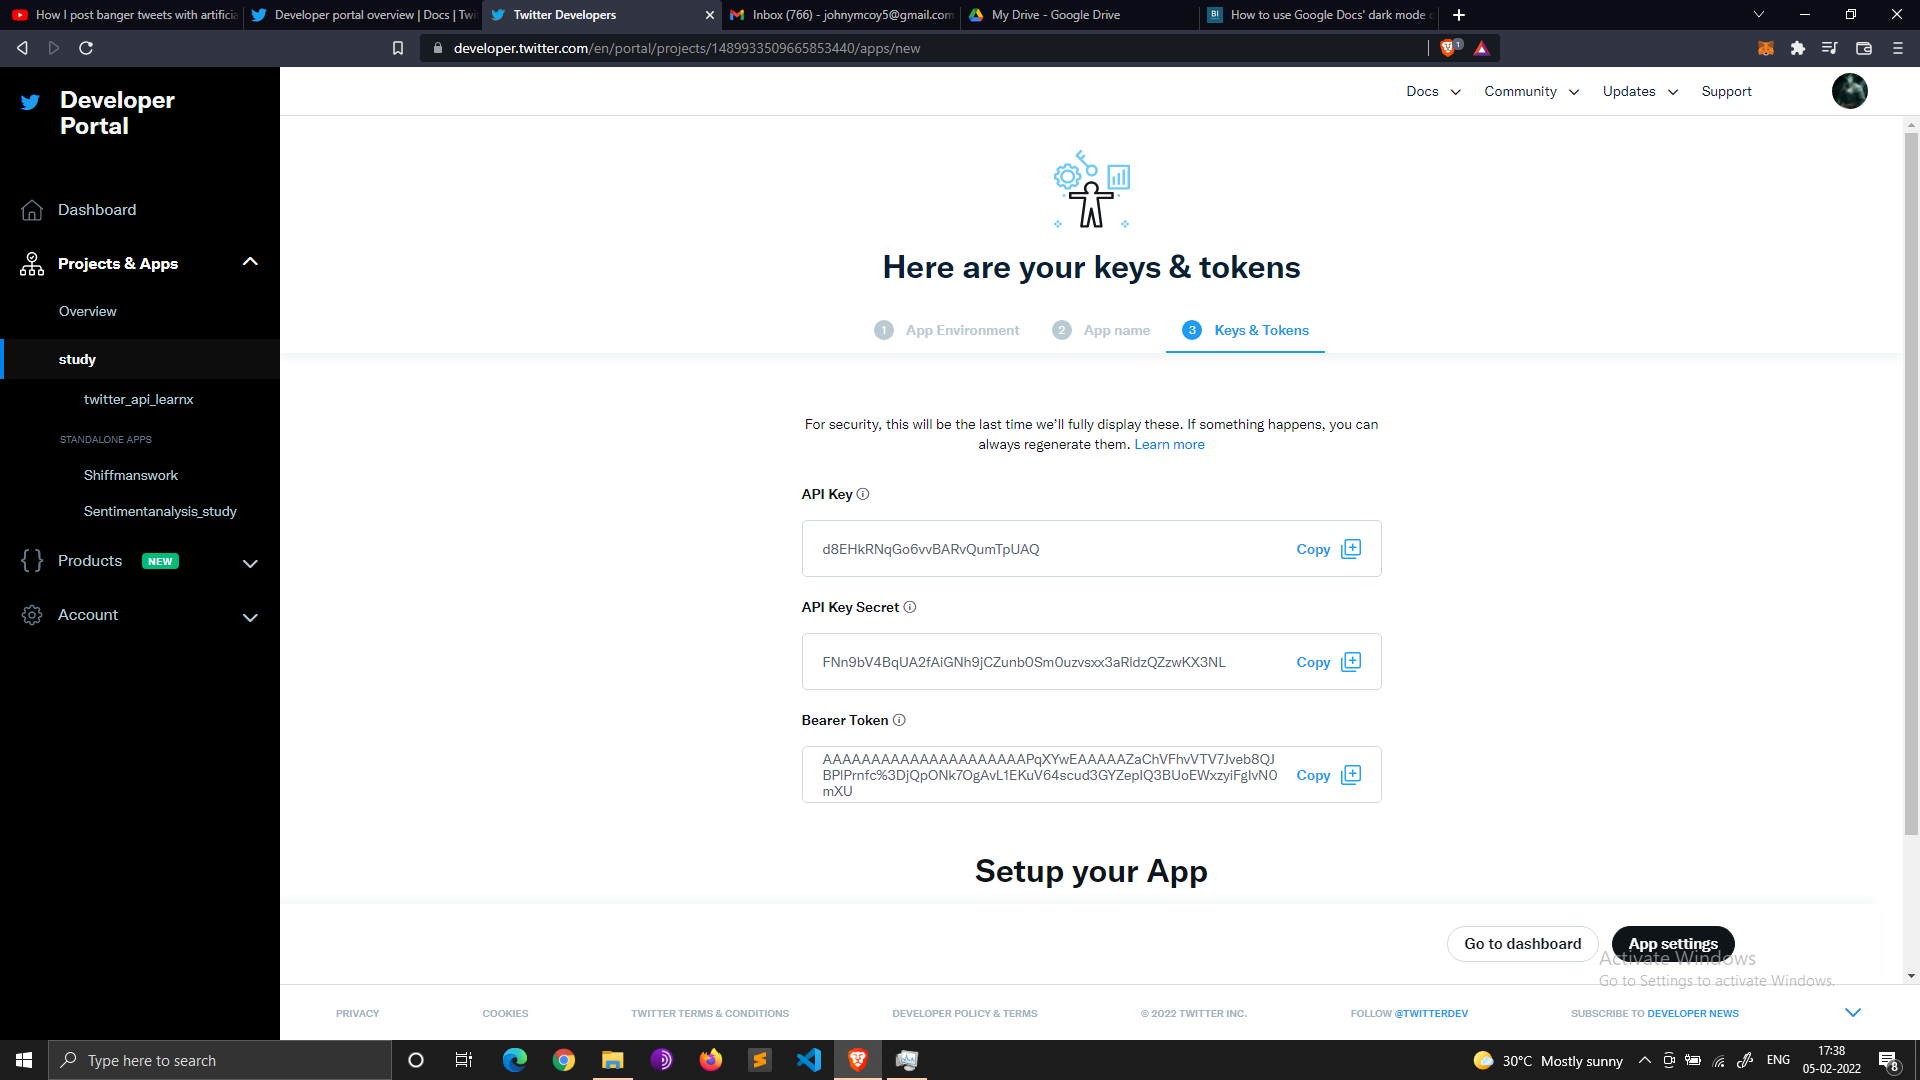 How I post banger tweets with artificia
Developer portal overview | Docs | Twi
Twitter Developers
Inbox (766) - johnymcoy5@gmail.com
My Drive - Google Drive
BI How to use Google Docs' dark mode o
developer.twitter.com/en/portal/projects/1489933509665853440/apps/new
1
Developer
Portal
Docs
Community
Updates
Support
Dashboard
Projects & Apps
Overview
study
twitter_api_learnx
STANDALONE APPS
Shiffmanswork
Sentimentanalysis_study
Products NEW
Account
Here are your keys & tokens
1 App Environment
2 App name
3 Keys & Tokens
For security, this will be the last time we'll fully display these. If something happens, you can
always regenerate them. Learn more
API Key
d8EHkRNqGo6vvBARvQumTpUAQ
Copy
API Key Secret
FNn9bV4BqUA2fAiGNh9jCZunb0Sm0uzvsxx3aRldzQZzwKX3NL
Copy
Bearer Token
AAAAAAAAAAAAAAAAAAAAAPqXYwEAAAAAZaChVFhvVTV7Jveb8QJ
BPlPrnfc%3DjQpONk7OgAvL1EKuV64scud3GYZepIQ3BUoEWxzyiFgIvN0
mXU
Copy
Setup your App
Go to dashboard
App settings
Activate Windows
Go to Settings to activate Windows.
PRIVACY
COOKIES
TWITTER TERMS & CONDITIONS
DEVELOPER POLICY & TERMS
© 2022 TWITTER INC.
FOLLOW @TWITTERDEV
SUBSCRIBE TO DEVELOPER NEWS
Type here to search
30°C Mostly sunny
ENG
17:38
05-02-2022
8